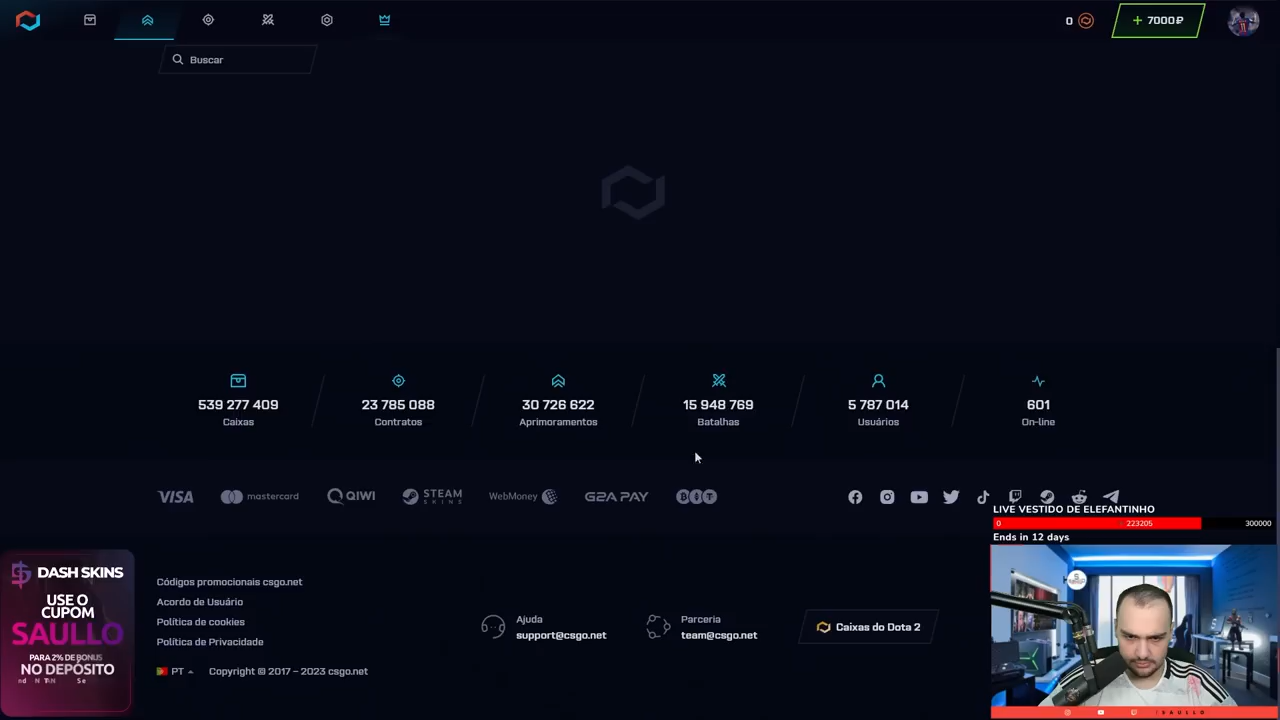 0
+ 7000₽
Buscar
539 277 409
Caixas
23 785 088
Contratos
30 726 622
Aprimoramentos
15 948 769
Batalhas
5 787 014
Usuários
601
On-line
VISA
mastercard
QIWI
STEAM
SKINS
WebMoney
G2A PAY
LIVE VESTIDO DE ELEFANTINHO
0 223205 300000
Ends in 12 days
DASH SKINS
USE O
CUPOM
SAULLO
PARA 2% DE BONUS
NO DEPÓSITO
Códigos promocionais csgo.net
Acordo de Usuário
Política de cookies
Política de Privacidade
PT
Copyright © 2017 – 2023 csgo.net
Ajuda
support@csgo.net
Parceria
team@csgo.net
Caixas do Dota 2